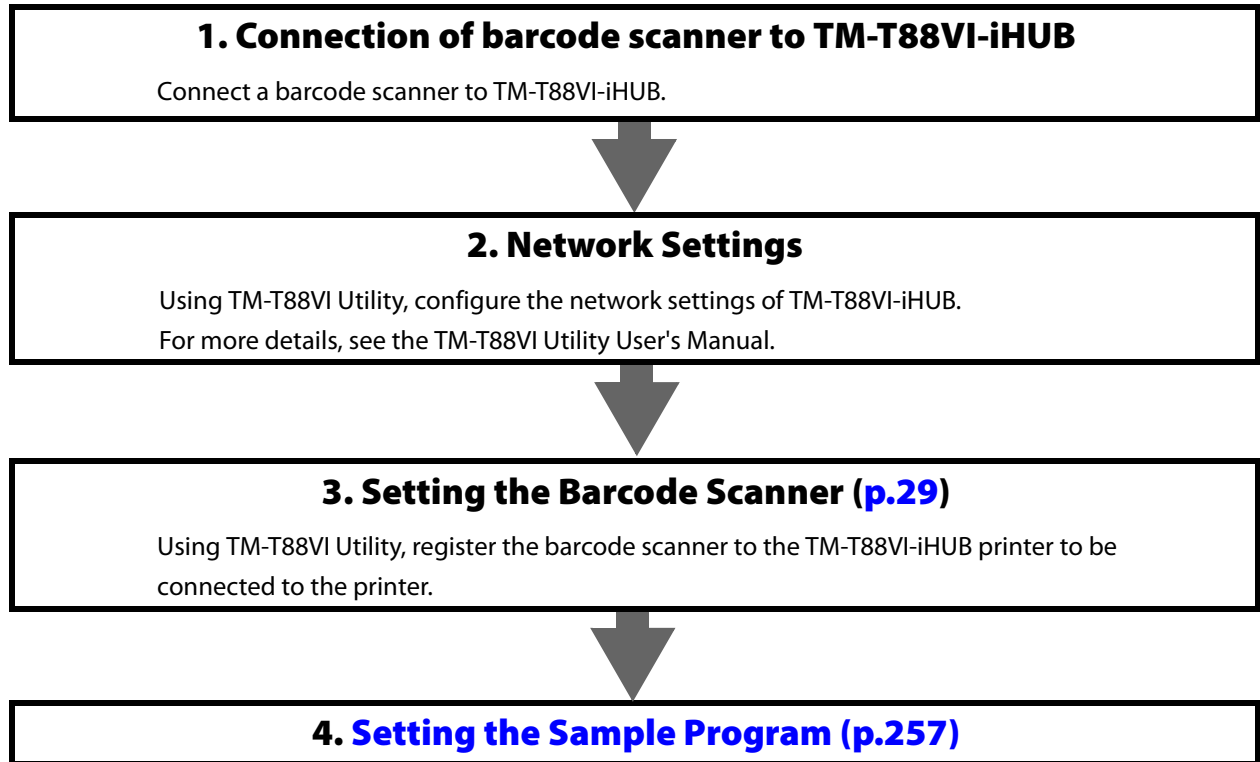 1. Connection of barcode scanner to TM-T88VI-iHUB
Connect a barcode scanner to TM-T88VI-iHUB.
2. Network Settings
Using TM-T88VI Utility, configure the network settings of TM-T88VI-iHUB.
For more details, see the TM-T88VI Utility User's Manual.
3. Setting the Barcode Scanner (p.29)
Using TM-T88VI Utility, register the barcode scanner to the TM-T88VI-iHUB printer to be
connected to the printer.
4. Setting the Sample Program (p.257)